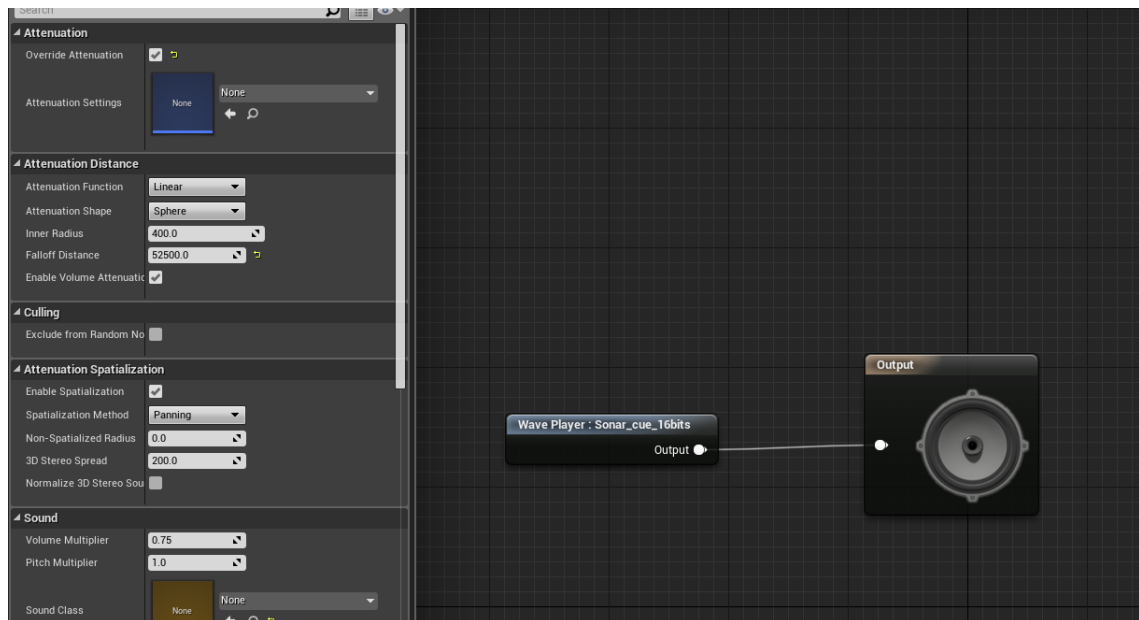 Search
Attenuation
Override Attenuation
Attenuation Settings
None
None
Attenuation Distance
Attenuation Function
Linear
Attenuation Shape
Sphere
Inner Radius
400.0
Falloff Distance
52500.0
Enable Volume Attenuatic
Culling
Exclude from Random No
Attenuation Spatialization
Enable Spatialization
Spatialization Method
Panning
Non-Spatialized Radius
0.0
3D Stereo Spread
200.0
Normalize 3D Stereo Sou
Sound
Volume Multiplier
0.75
Pitch Multiplier
1.0
Sound Class
None
None
Wave Player : Sonar_cue_16bits
Output
Output